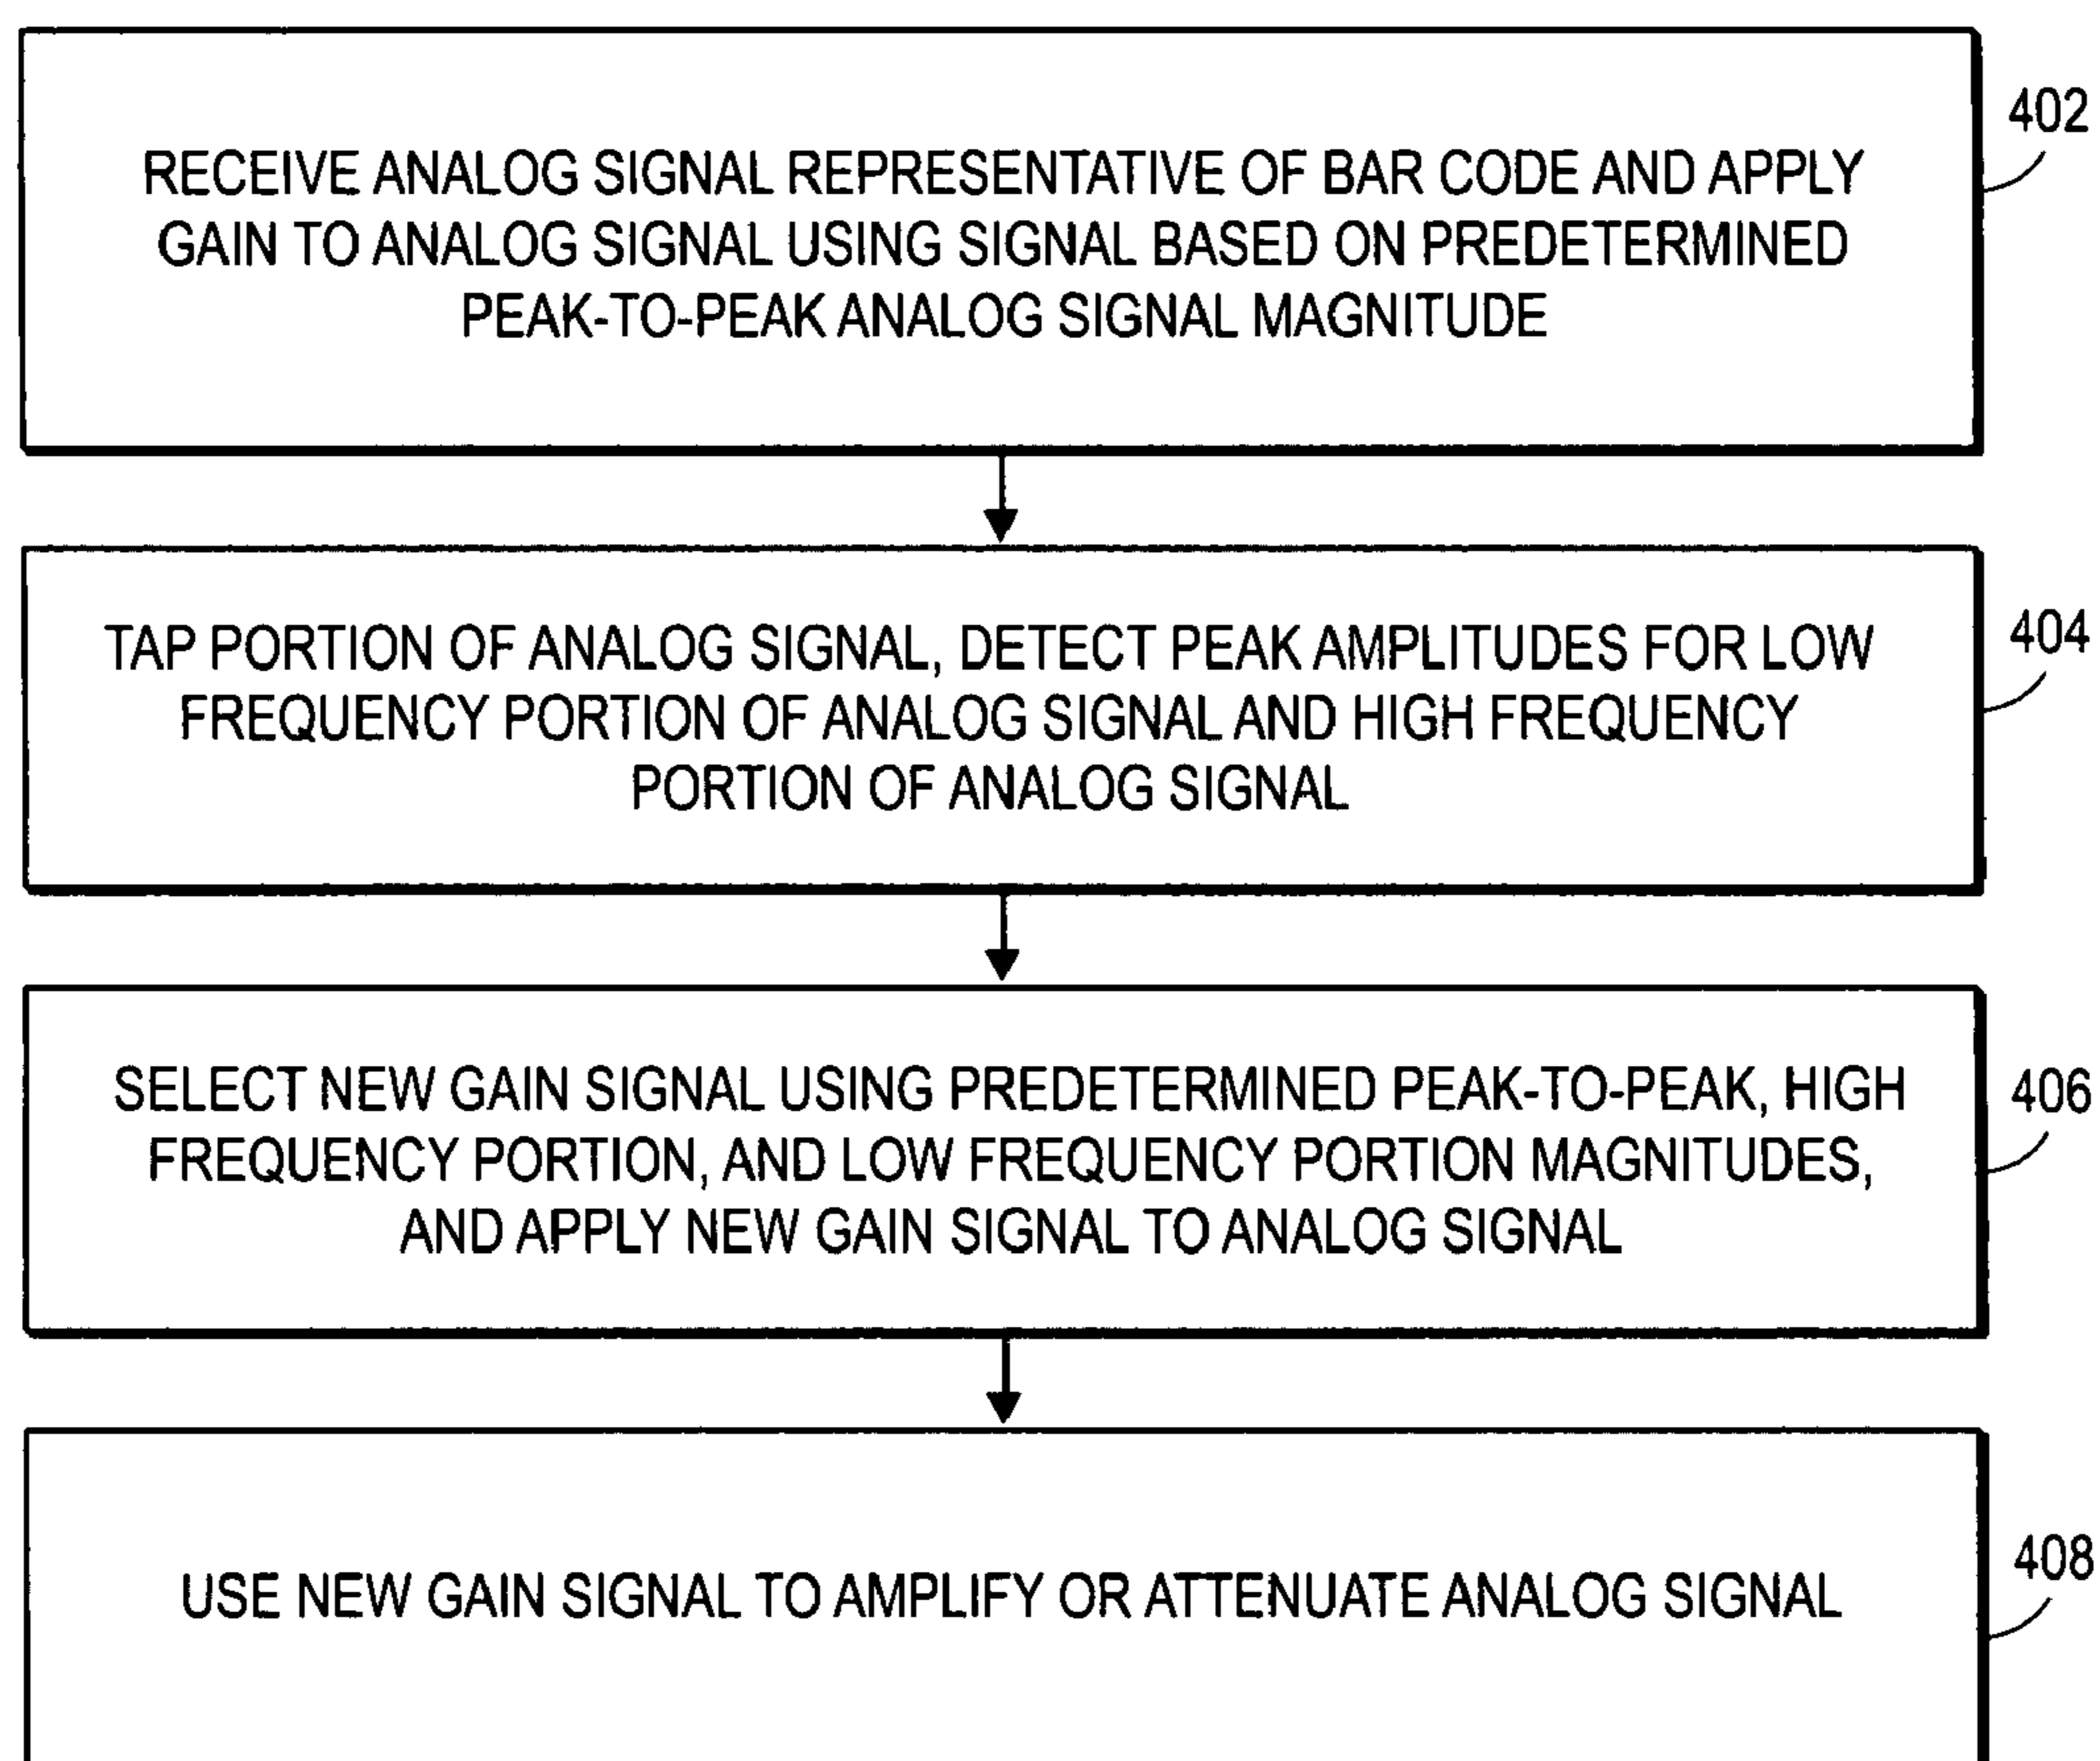 402
RECEIVE ANALOG SIGNAL REPRESENTATIVE OF BAR CODE AND APPLY
GAIN TO ANALOG SIGNAL USING SIGNAL BASED ON PREDETERMINED
PEAK-TO-PEAK ANALOG SIGNAL MAGNITUDE
404
TAP PORTION OF ANALOG SIGNAL, DETECT PEAK AMPLITUDES FOR LOW
FREQUENCY PORTION OF ANALOG SIGNAL AND HIGH FREQUENCY
PORTION OF ANALOG SIGNAL
406
SELECT NEW GAIN SIGNAL USING PREDETERMINED PEAK-TO-PEAK, HIGH
FREQUENCY PORTION, AND LOW FREQUENCY PORTION MAGNITUDES,
AND APPLY NEW GAIN SIGNAL TO ANALOG SIGNAL
408
USE NEW GAIN SIGNAL TO AMPLIFY OR ATTENUATE ANALOG SIGNAL